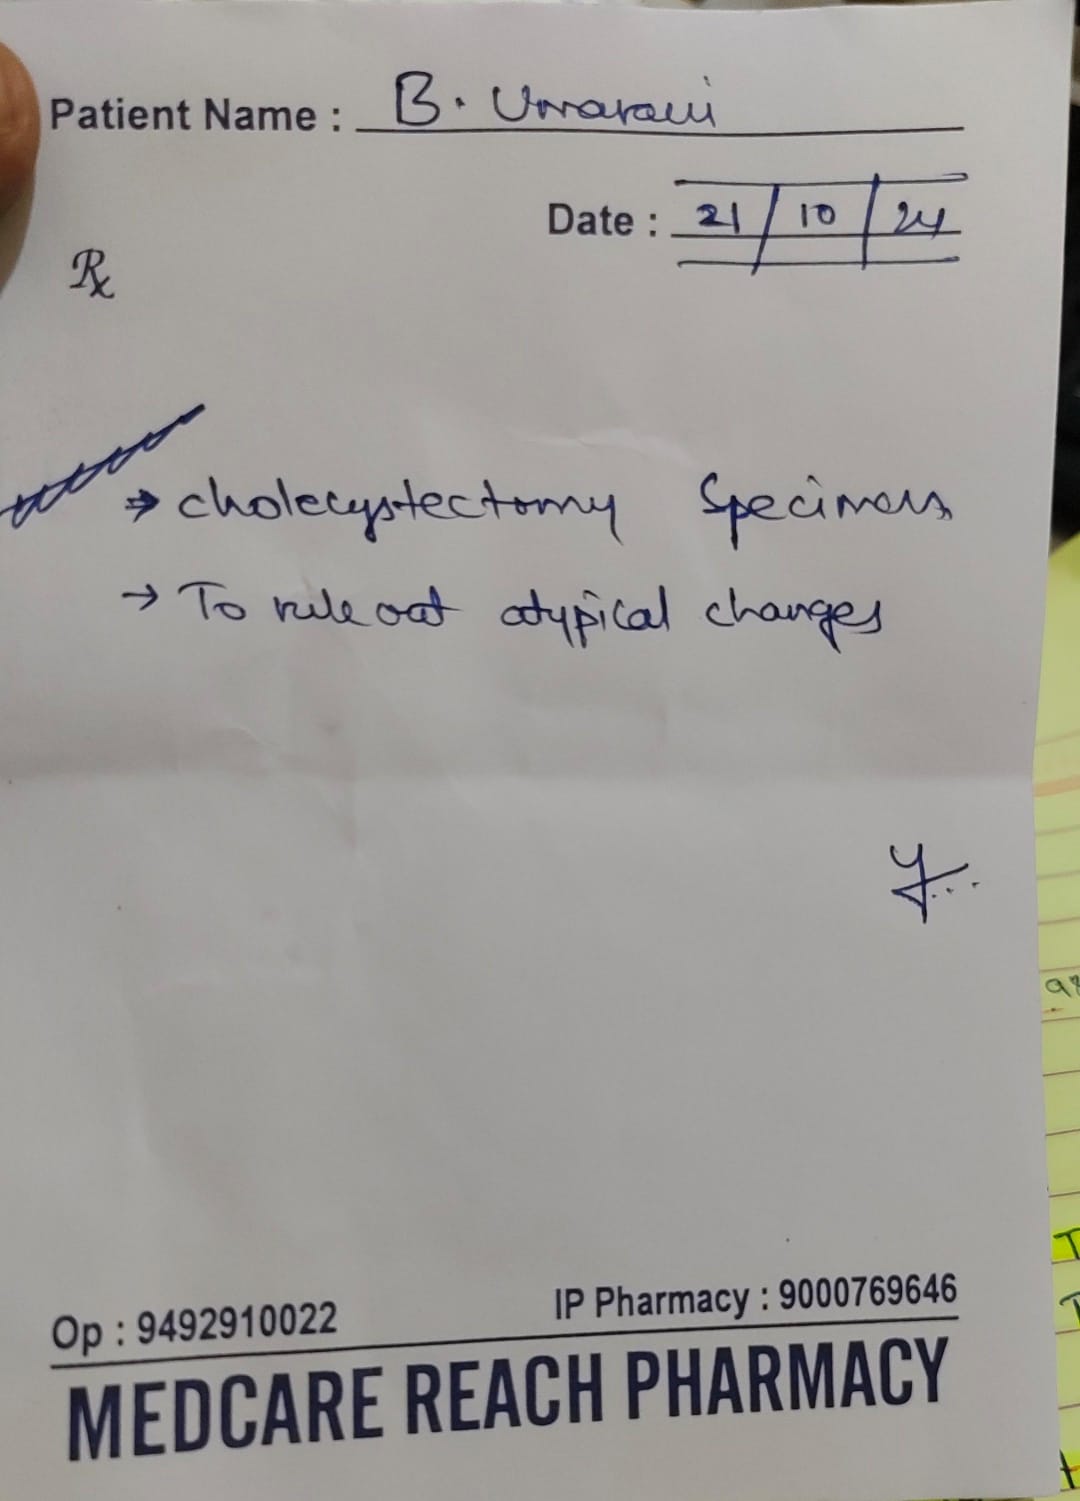 Patient Name : B. Umarani
Date : 21/10/24
Rx
⇒ cholecystectomy Specimens
→ To rule out atypical changes
Op : 9492910022 IP Pharmacy : 9000769646
MEDCARE REACH PHARMACY